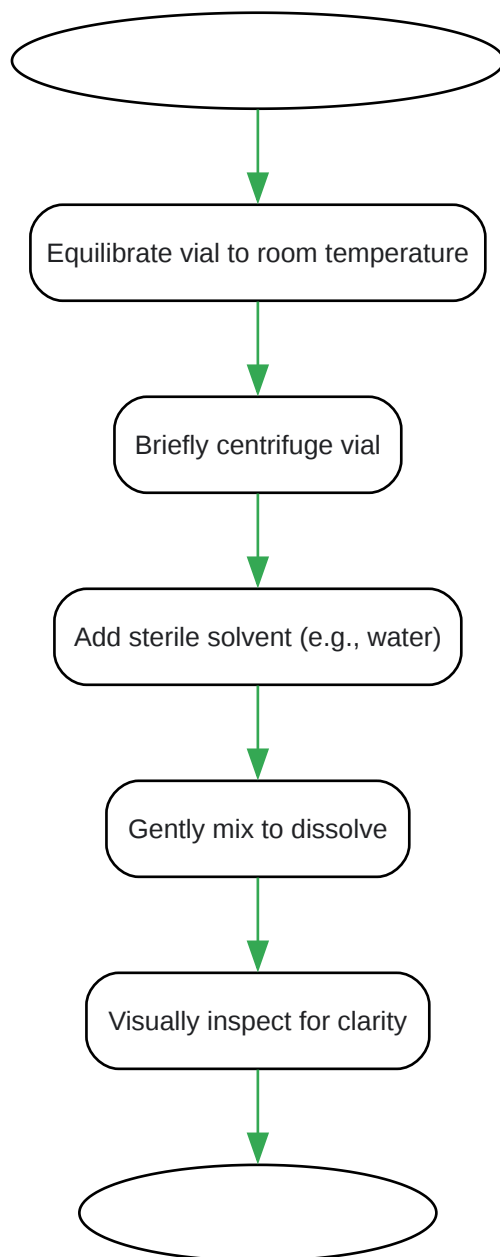 Equilibrate vial to room temperature
Briefly centrifuge vial
Add sterile solvent (e.g., water)
Gently mix to dissolve
Visually inspect for clarity